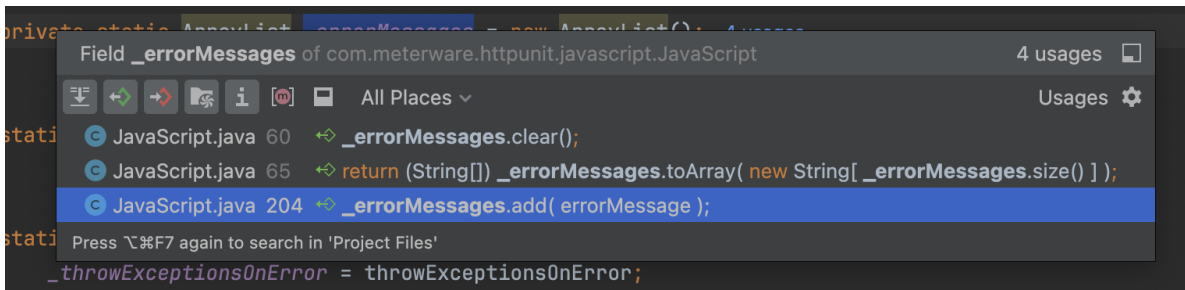 private static ArrayList _errorMessages = new ArrayList(); 4 usages
Field _errorMessages of com.meterware.httpunit.javascript.JavaScript 4 usages
All Places Usages
stati
JavaScript.java 60 _errorMessages.clear();
JavaScript.java 65 return (String[]) _errorMessages.toArray( new String[ _errorMessages.size() ] );
JavaScript.java 204 _errorMessages.add( errorMessage );
stati
Press ⌥⌘F7 again to search in 'Project Files'
_throwExceptionsOnError = throwExceptionsOnError;